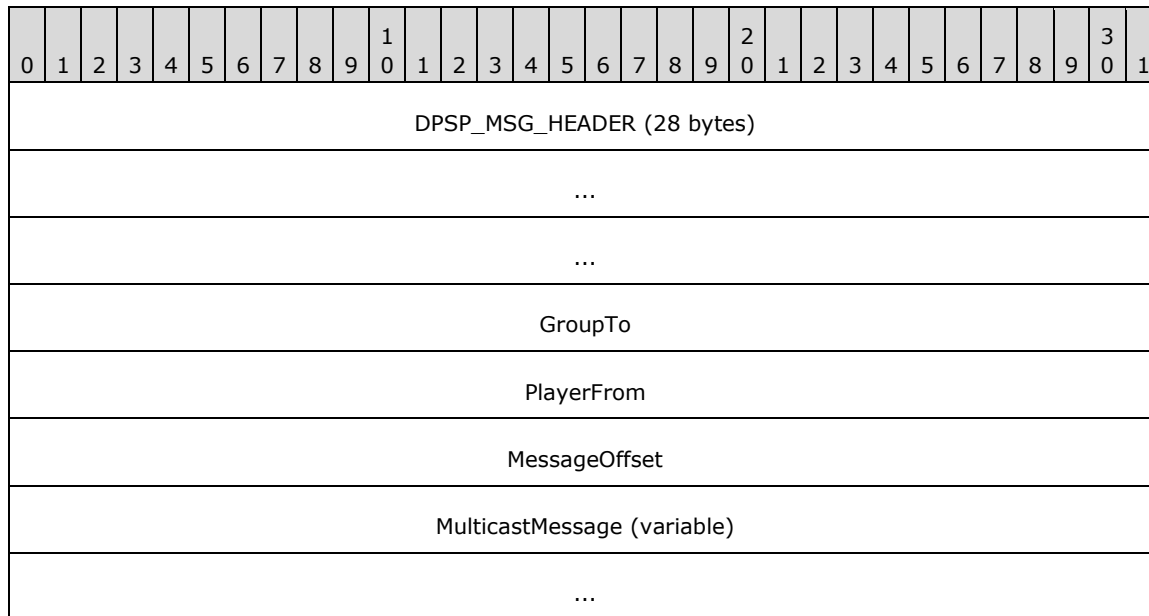 1 2 3
0 1 2 3 4 5 6 7 8 9 0 1 2 3 4 5 6 7 8 9 0 1 2 3 4 5 6 7 8 9 0 1
DPSP_MSG_HEADER (28 bytes)
...
...
GroupTo
PlayerFrom
MessageOffset
MulticastMessage (variable)
...